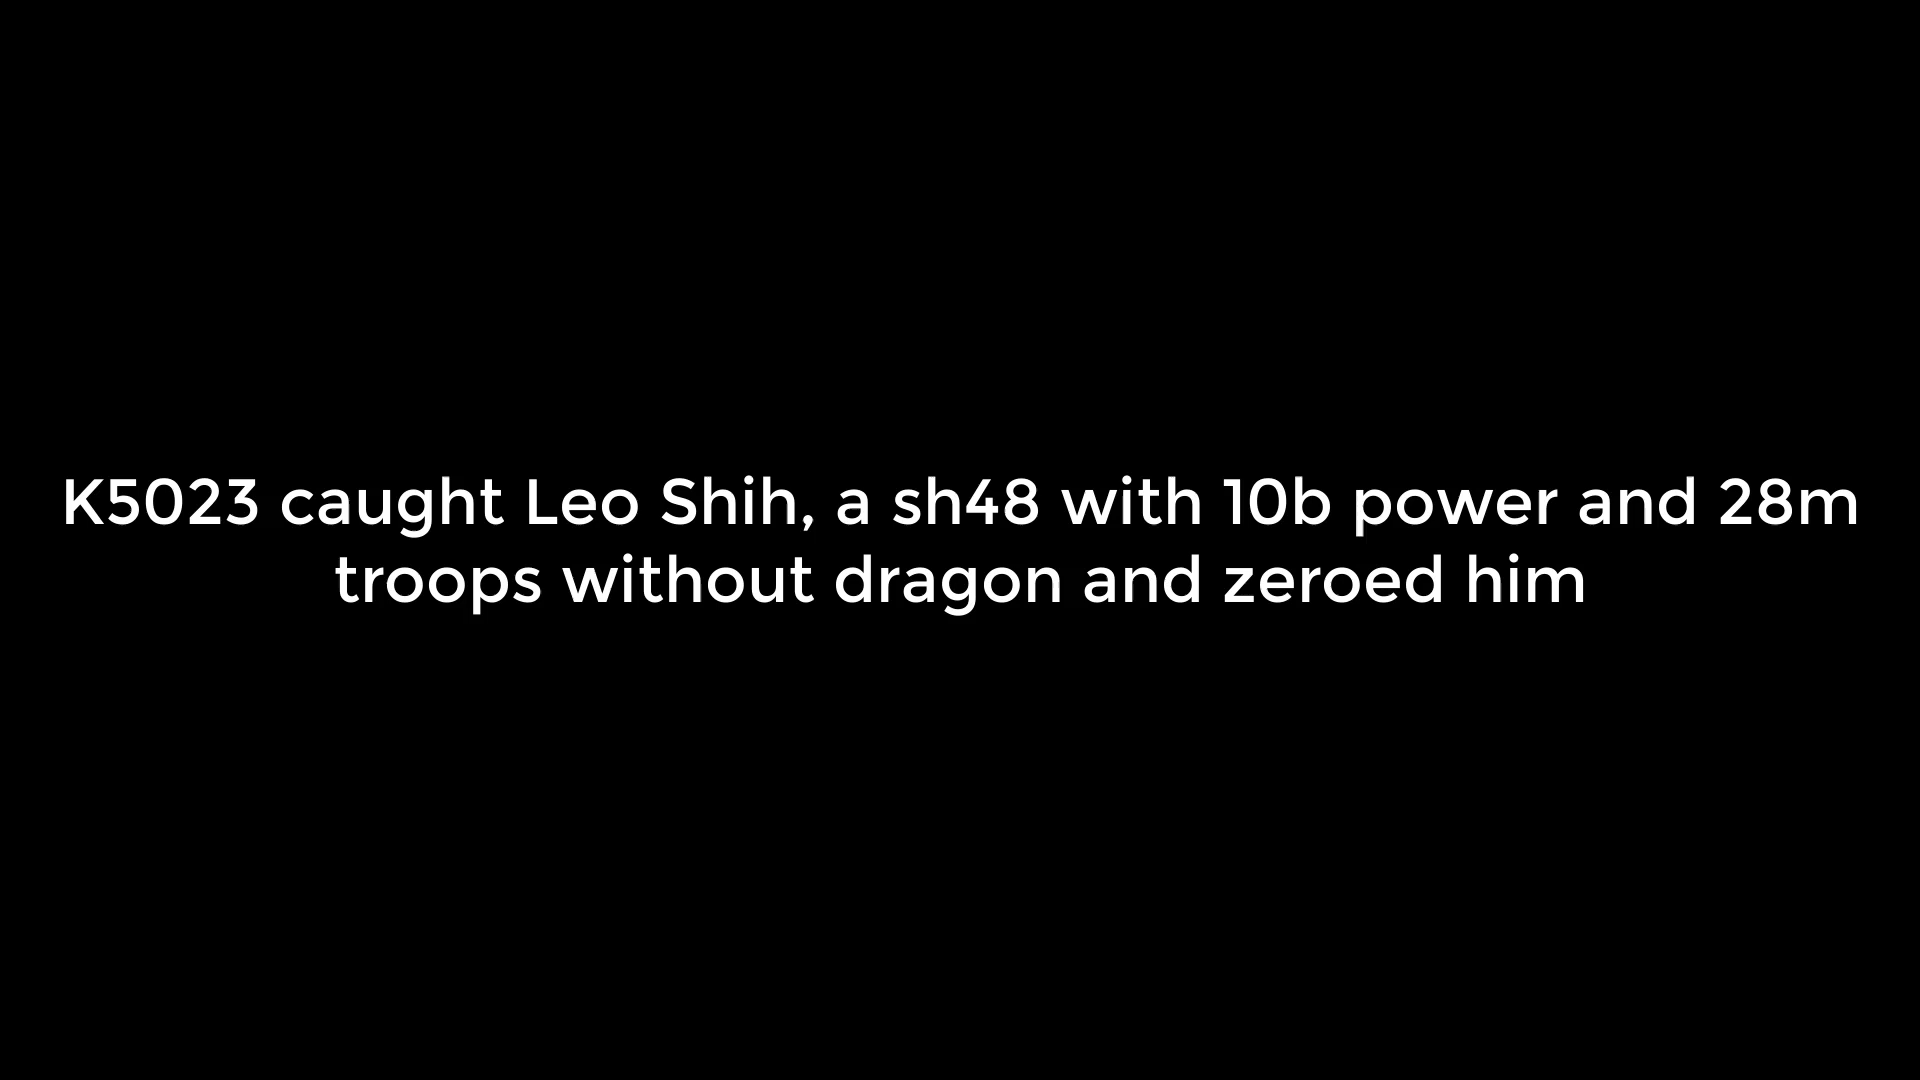 K5023 caught Leo Shih, a sh48 with 10b power and 28m
troops without dragon and zeroed him